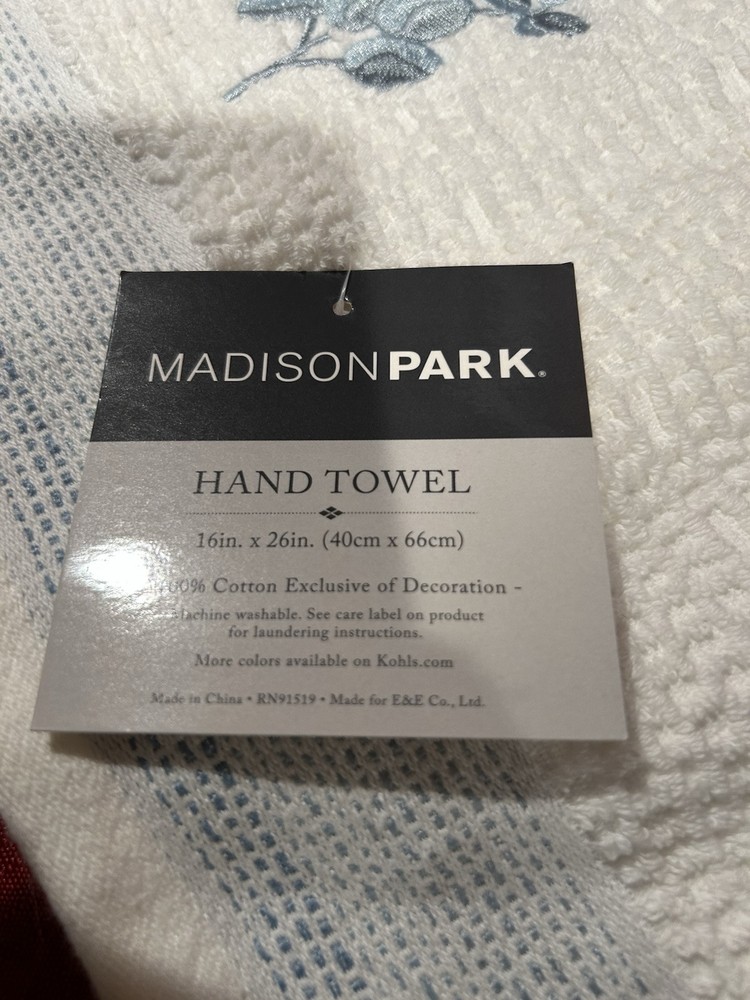 MADISONPARK®
HAND TOWEL
16in. x 26in. (40cm x 66cm)
Cotton Exclusive of Decoration -
Machine washable. See care label on product
for laundering instructions.
More colors available on Kohls.com
Made in China • RN91519 • Made for E&E Co., Ltd.